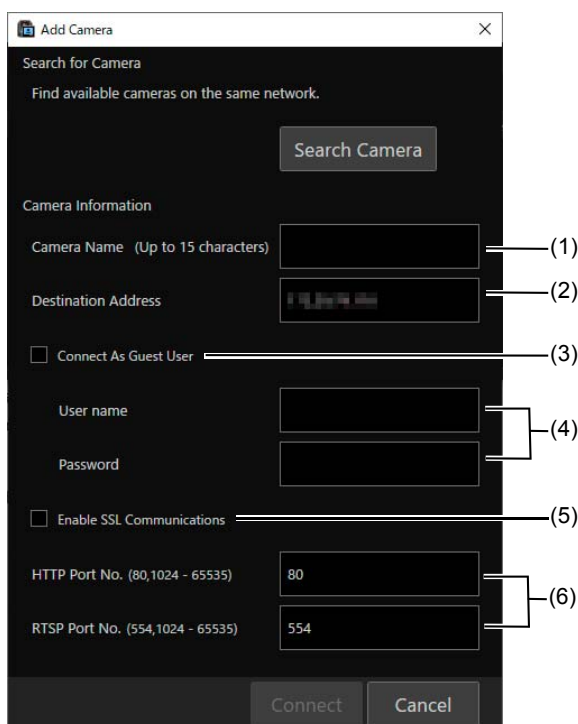 Add Camera
Search for Camera
Find available cameras on the same network.
Search Camera
Camera Information
Camera Name (Up to 15 characters) (1)
Destination Address (2)
Connect As Guest User (3)
User name
(4)
Password
Enable SSL Communications (5)
HTTP Port No. (80,1024 - 65535) 80
(6)
RTSP Port No. (554,1024 - 65535) 554
Connect Cancel